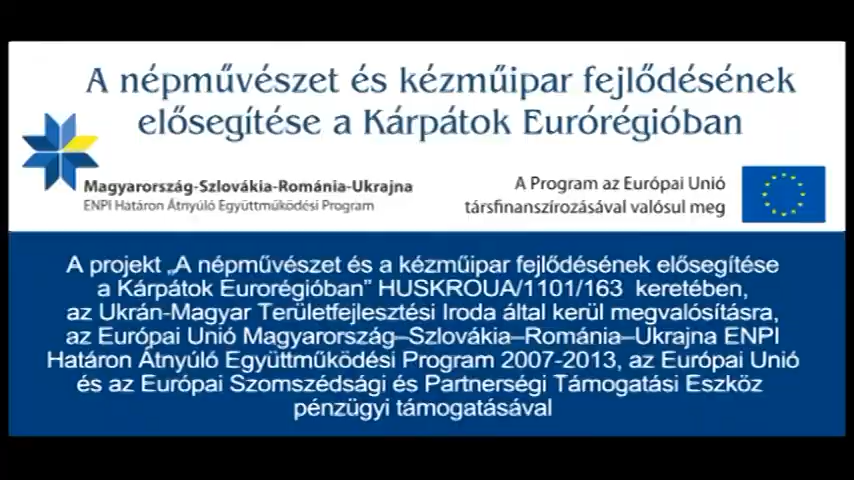 A népművészet és kézműipar fejlődésének
elősegítése a Kárpátok Eurórégióban
Magyarország-Szlovákia-Románia-Ukrajna
ENPI Határon Átnyúló Együttműködési Program
A Program az Európai Unió
társfinanszírozásával valósul meg
A projekt „A népművészet és a kézműipar fejlődésének elősegítése
a Kárpátok Eurorégióban” HUSKROUA/1101/163 keretében,
az Ukrán-Magyar Területfejlesztési Iroda által kerül megvalósításra,
az Európai Unió Magyarország–Szlovákia–Románia–Ukrajna ENPI
Határon Átnyúló Együttműködési Program 2007-2013, az Európai Unió
és az Európai Szomszédsági és Partnerségi Támogatási Eszköz
pénzügyi támogatásával